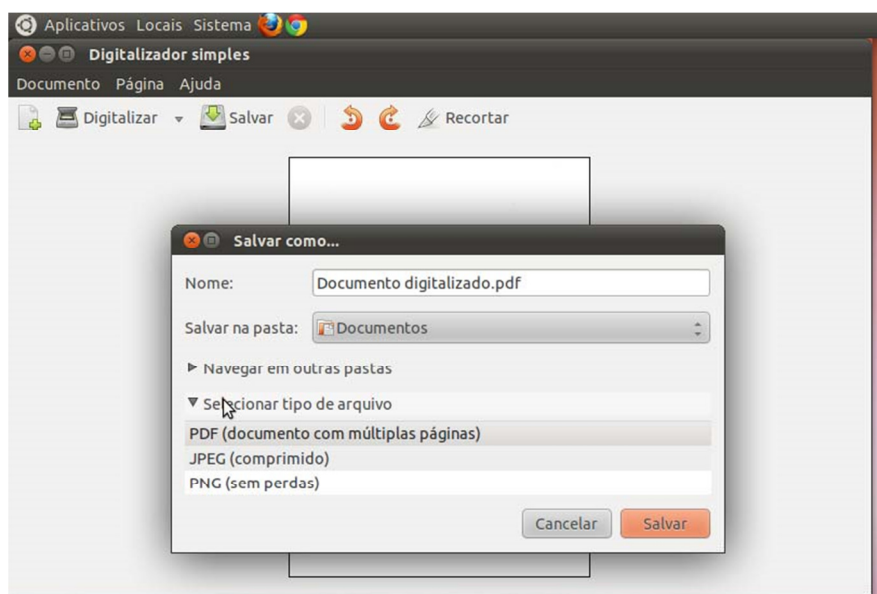 Aplicativos Locais Sistema
Digitalizador simples
Documento Página Ajuda
Digitalizar Salvar Recortar
Salvar como...
Nome: Documento digitalizado.pdf
Salvar na pasta: Documentos
Navegar em outras pastas
Selecionar tipo de arquivo
PDF (documento com múltiplas páginas)
JPEG (comprimido)
PNG (sem perdas)
Cancelar Salvar